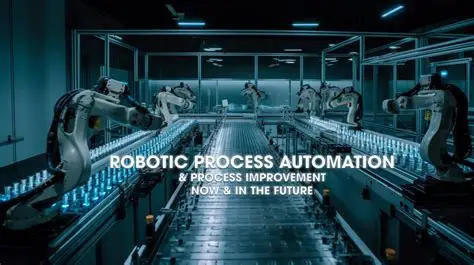 ROBOTIC PROCESS AUTOMATION
& PROCESS IMPROVEMENT
NOW & IN THE FUTURE